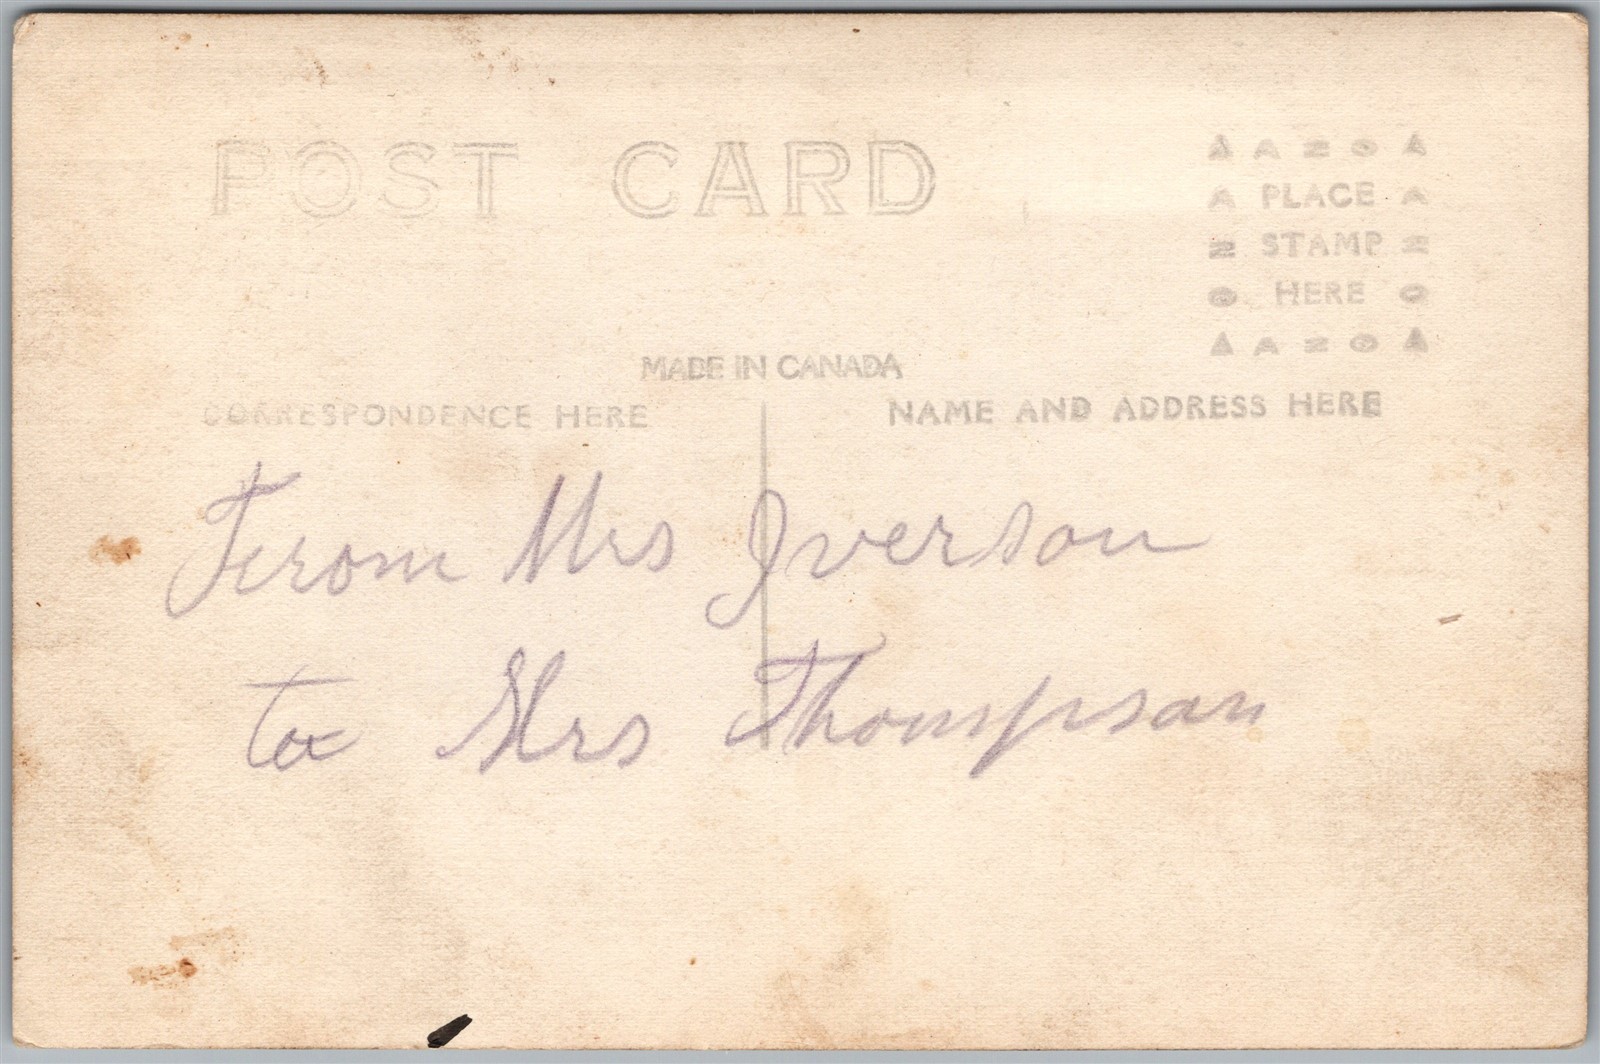 POST CARD
A A Z O A
A PLACE A
Z STAMP Z
O HERE O
A A Z O A
MADE IN CANADA
CORRESPONDENCE HERE
NAME AND ADDRESS HERE
From Mrs Iverson
to Mrs Thompson